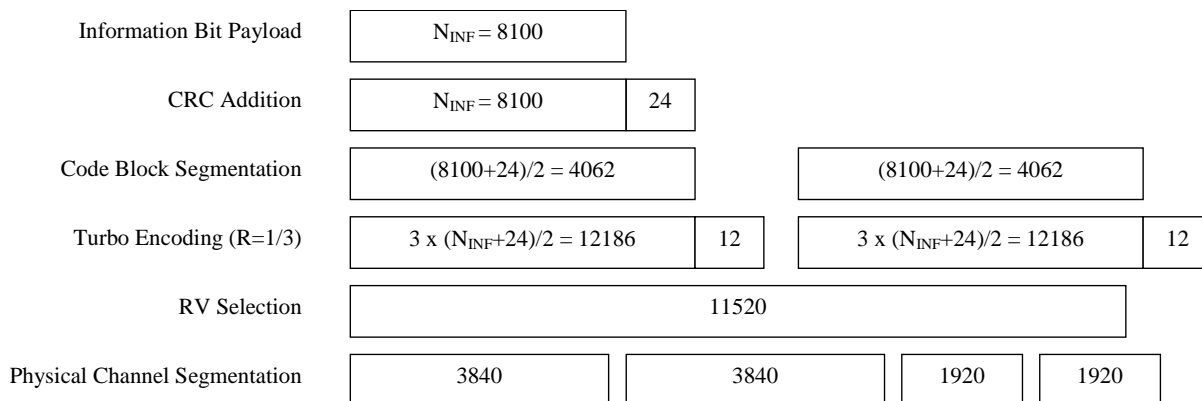 Information Bit Payload N_INF = 8100
CRC Addition N_INF = 8100 24
Code Block Segmentation (8100+24)/2 = 4062 (8100+24)/2 = 4062
Turbo Encoding (R=1/3) 3 x (N_INF+24)/2 = 12186 12 3 x (N_INF+24)/2 = 12186 12
RV Selection 11520
Physical Channel Segmentation 3840 3840 1920 1920